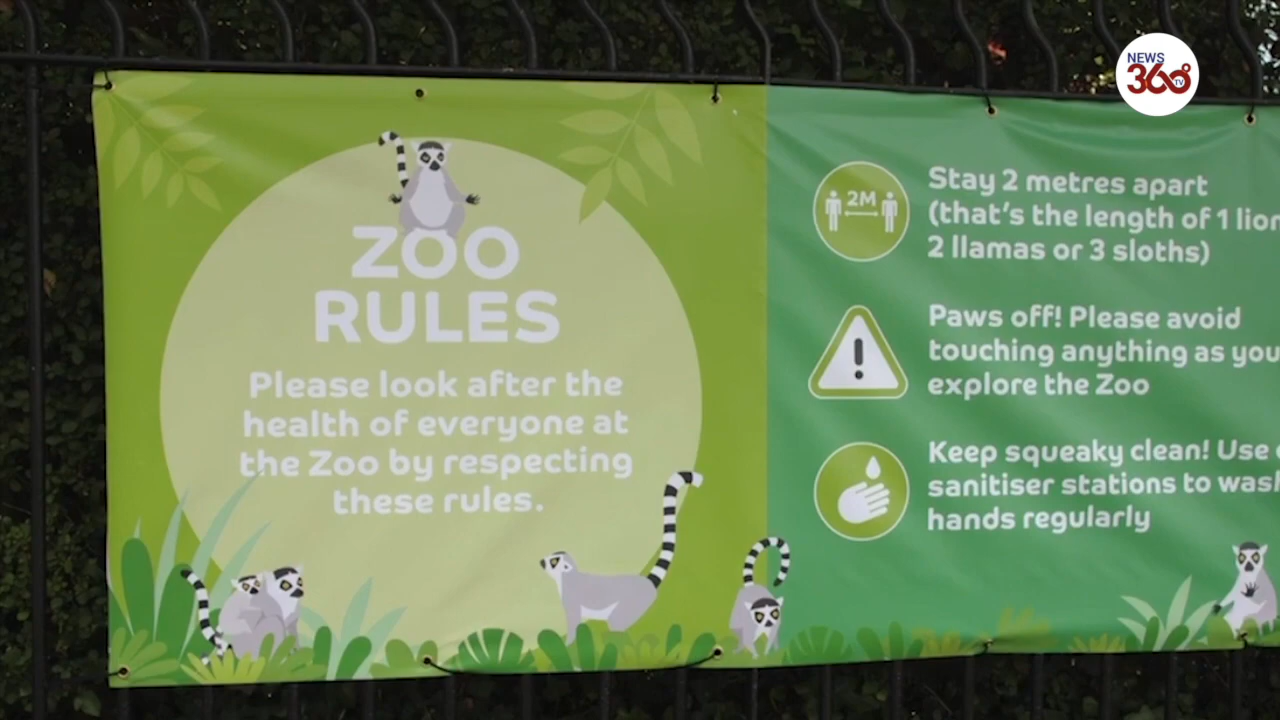 NEWS
360°
TV
ZOO
RULES
Please look after the
health of everyone at
the Zoo by respecting
these rules.
2M
Stay 2 metres apart
(that's the length of 1 lion
2 llamas or 3 sloths)
Paws off! Please avoid
touching anything as you
explore the Zoo
Keep squeaky clean! Use
sanitiser stations to wash
hands regularly